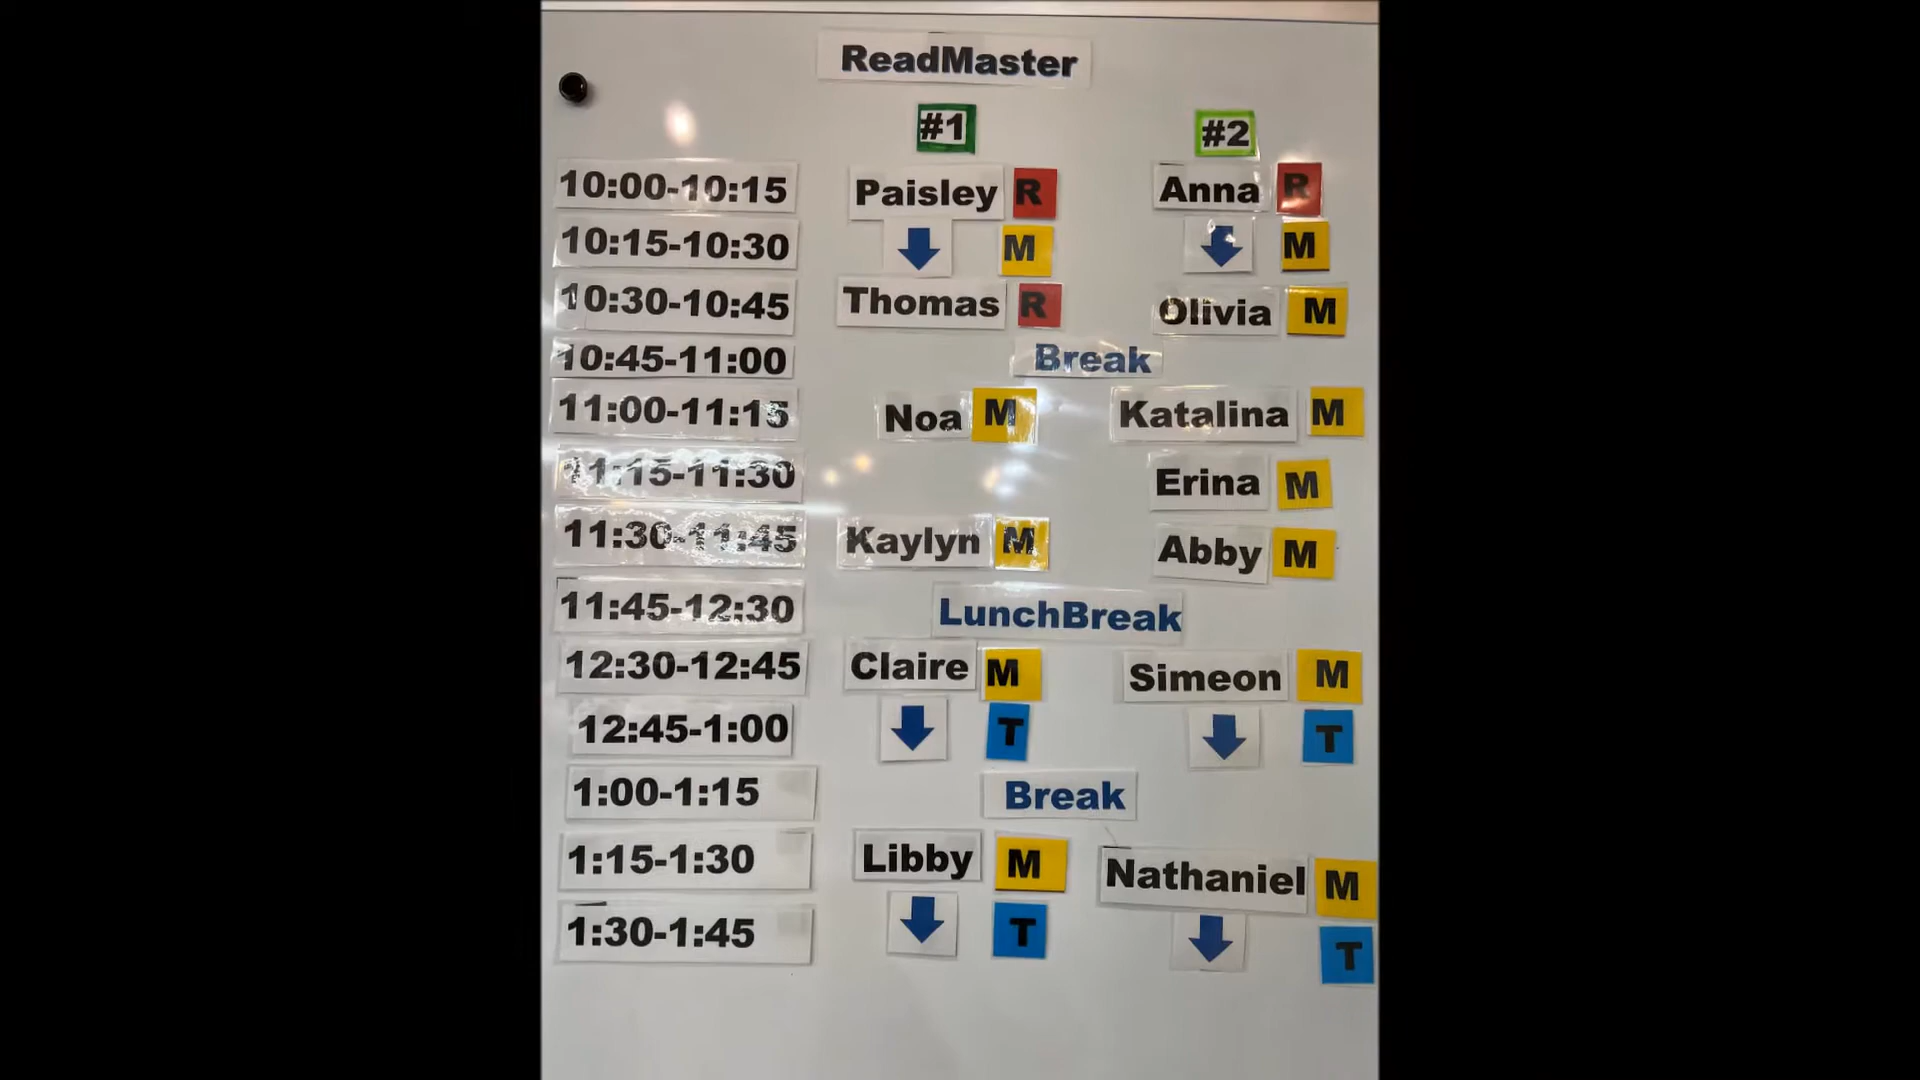 ReadMaster
#1 #2
10:00-10:15 Paisley R Anna R
10:15-10:30 M M
10:30-10:45 Thomas R Olivia M
10:45-11:00 Break
11:00-11:15 Noa M Katalina M
11:15-11:30 Erina M
11:30-11:45 Kaylyn M Abby M
11:45-12:30 LunchBreak
12:30-12:45 Claire M Simeon M
12:45-1:00 T T
1:00-1:15 Break
1:15-1:30 Libby M Nathaniel M
1:30-1:45 T T